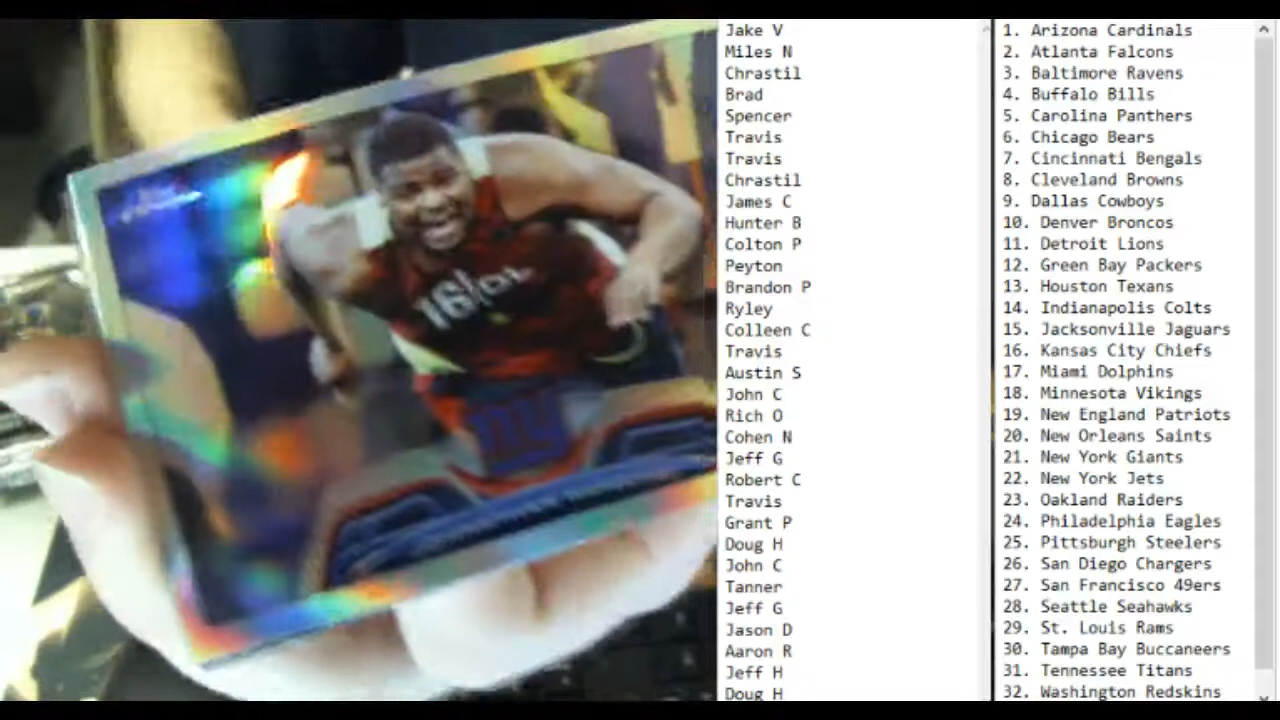 16/OL
NY
Jake V
Miles N
Chrastil
Brad
Spencer
Travis
Travis
Chrastil
James C
Hunter B
Colton P
Peyton
Brandon P
Ryley
Colleen C
Travis
Austin S
John C
Rich O
Cohen N
Jeff G
Robert C
Travis
Grant P
Doug H
John C
Tanner
Jeff G
Jason D
Aaron R
Jeff H
Doug H
1. Arizona Cardinals
2. Atlanta Falcons
3. Baltimore Ravens
4. Buffalo Bills
5. Carolina Panthers
6. Chicago Bears
7. Cincinnati Bengals
8. Cleveland Browns
9. Dallas Cowboys
10. Denver Broncos
11. Detroit Lions
12. Green Bay Packers
13. Houston Texans
14. Indianapolis Colts
15. Jacksonville Jaguars
16. Kansas City Chiefs
17. Miami Dolphins
18. Minnesota Vikings
19. New England Patriots
20. New Orleans Saints
21. New York Giants
22. New York Jets
23. Oakland Raiders
24. Philadelphia Eagles
25. Pittsburgh Steelers
26. San Diego Chargers
27. San Francisco 49ers
28. Seattle Seahawks
29. St. Louis Rams
30. Tampa Bay Buccaneers
31. Tennessee Titans
32. Washington Redskins